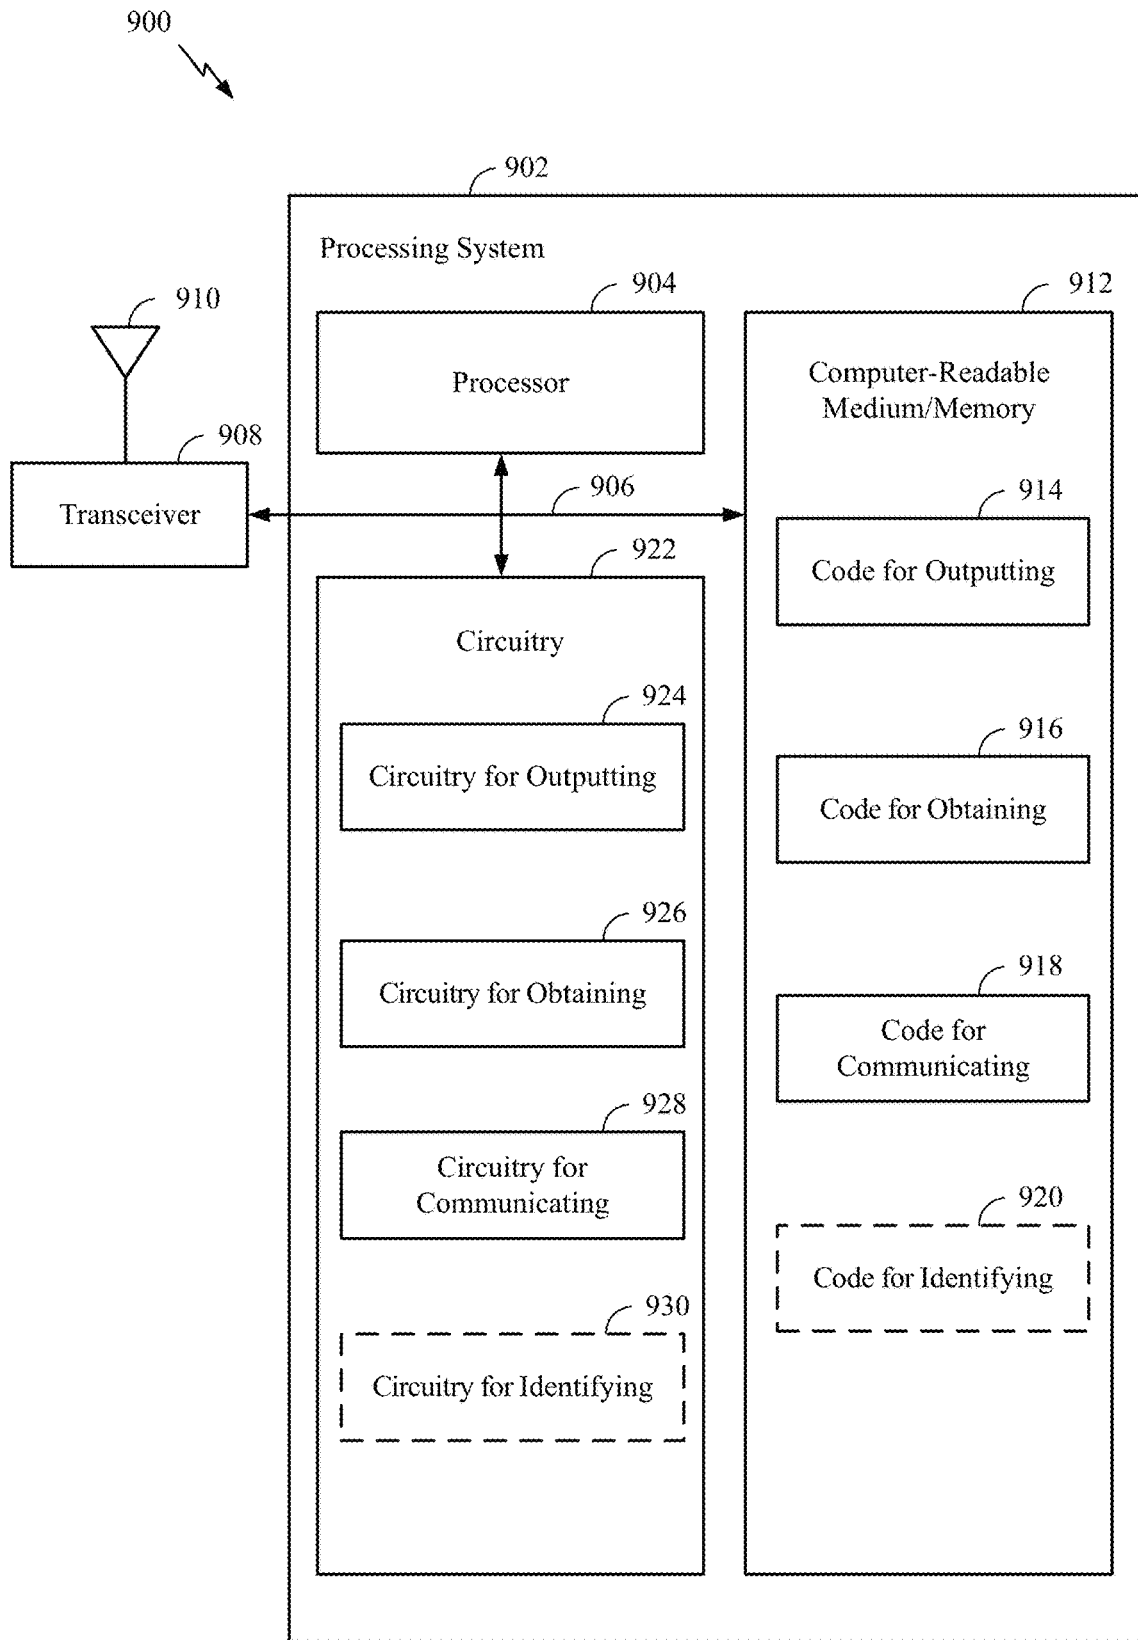 900
902
Processing System
904
912
910
Processor
Computer-Readable
Medium/Memory
908
Transceiver
906
914
922
Code for Outputting
Circuitry
924
916
Circuitry for Outputting
Code for Obtaining
926
918
Circuitry for Obtaining
Code for
Communicating
928
Circuitry for
Communicating
920
Code for Identifying
930
Circuitry for Identifying